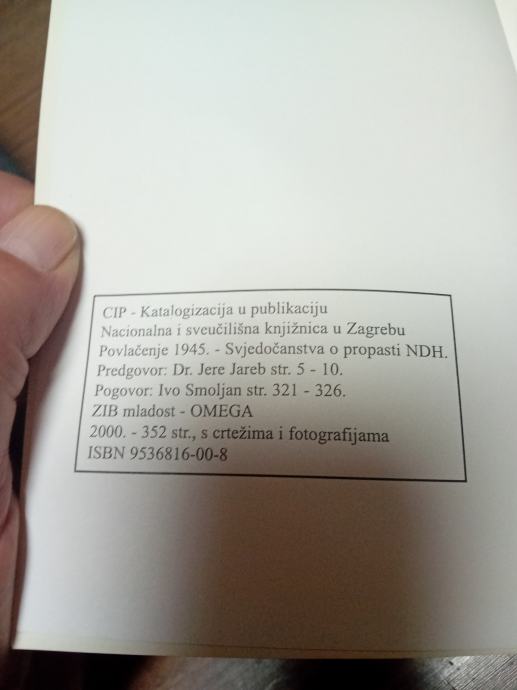 CIP - Katalogizacija u publikaciju
Nacionalna i sveučilišna knjižnica u Zagrebu
Povlačenje 1945. - Svjedočanstva o propasti NDH.
Predgovor: Dr. Jere Jareb str. 5 - 10.
Pogovor: Ivo Smoljan str. 321 - 326.
ZIB mladost - OMEGA
2000. - 352 str., s crtežima i fotografijama
ISBN 9536816-00-8